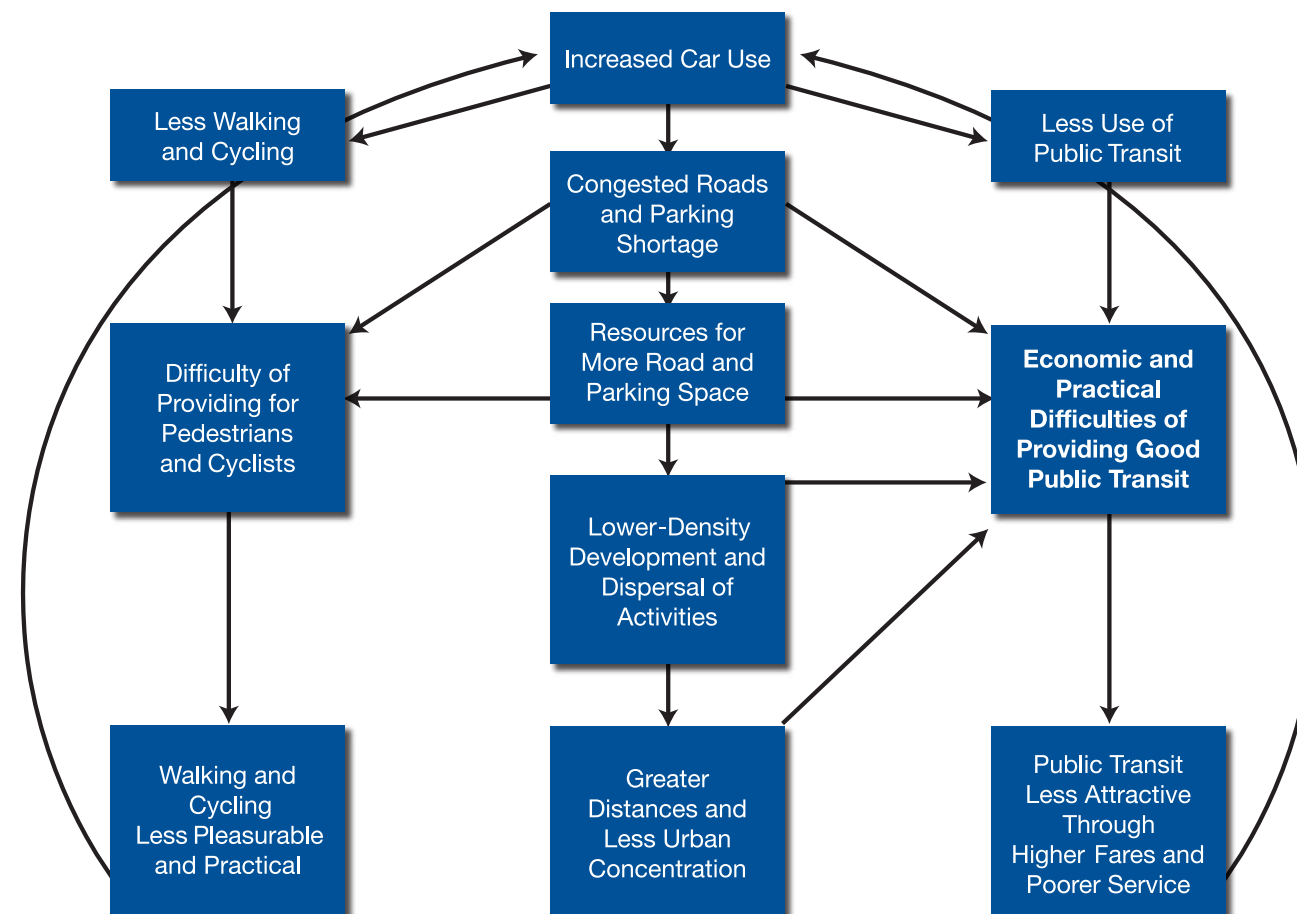 Increased Car Use
Less Walking
and Cycling
Less Use of
Public Transit
Congested Roads
and Parking
Shortage
Resources for
More Road and
Parking Space
Difficulty of
Providing for
Pedestrians
and Cyclists
Economic and
Practical
Difficulties of
Providing Good
Public Transit
Lower-Density
Development and
Dispersal of
Activities
Walking and
Cycling
Less Pleasurable
and Practical
Greater
Distances and
Less Urban
Concentration
Public Transit
Less Attractive
Through
Higher Fares and
Poorer Service